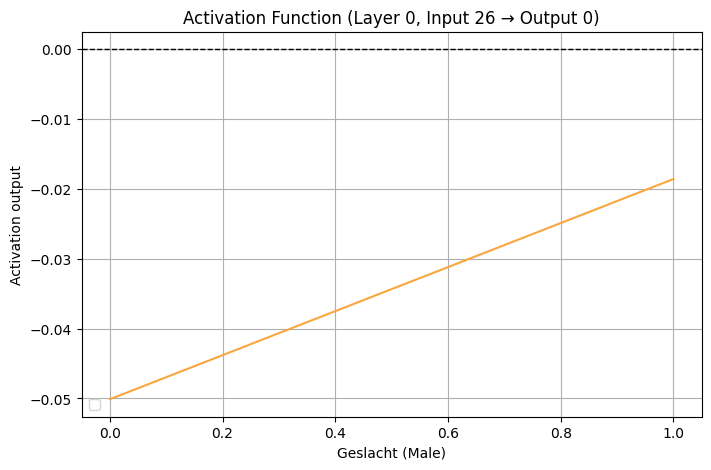 Activation Function (Layer 0, Input 26 → Output 0)
0.00
−0.01
−0.02
−0.03
−0.04
−0.05
Activation output
0.0 0.2 0.4 0.6 0.8 1.0
Geslacht (Male)